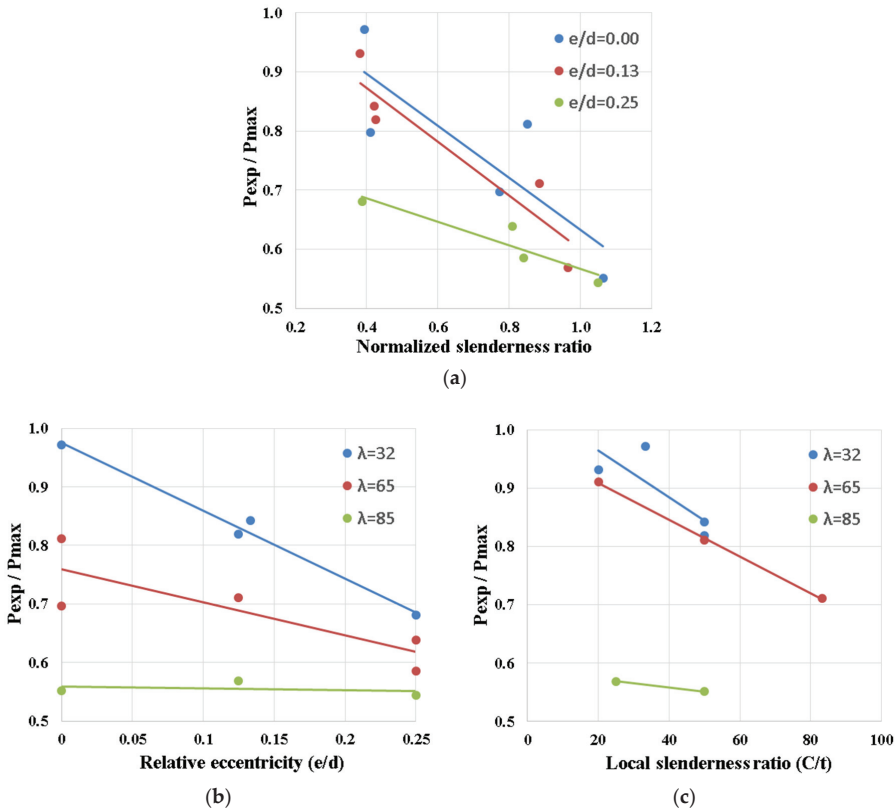 1.0
0.9
0.8
0.7
0.6
0.5
Pexp / Pmax
e/d=0.00
e/d=0.13
e/d=0.25
0.2 0.4 0.6 0.8 1.0 1.2
Normalized slenderness ratio
(a)
1.0
0.9
0.8
0.7
0.6
0.5
Pexp / Pmax
λ=32
λ=65
λ=85
0 0.05 0.1 0.15 0.2 0.25
Relative eccentricity (e/d)
(b)
1.0
0.9
0.8
0.7
0.6
0.5
Pexp / Pmax
λ=32
λ=65
λ=85
0 20 40 60 80 100
Local slenderness ratio (C/t)
(c)